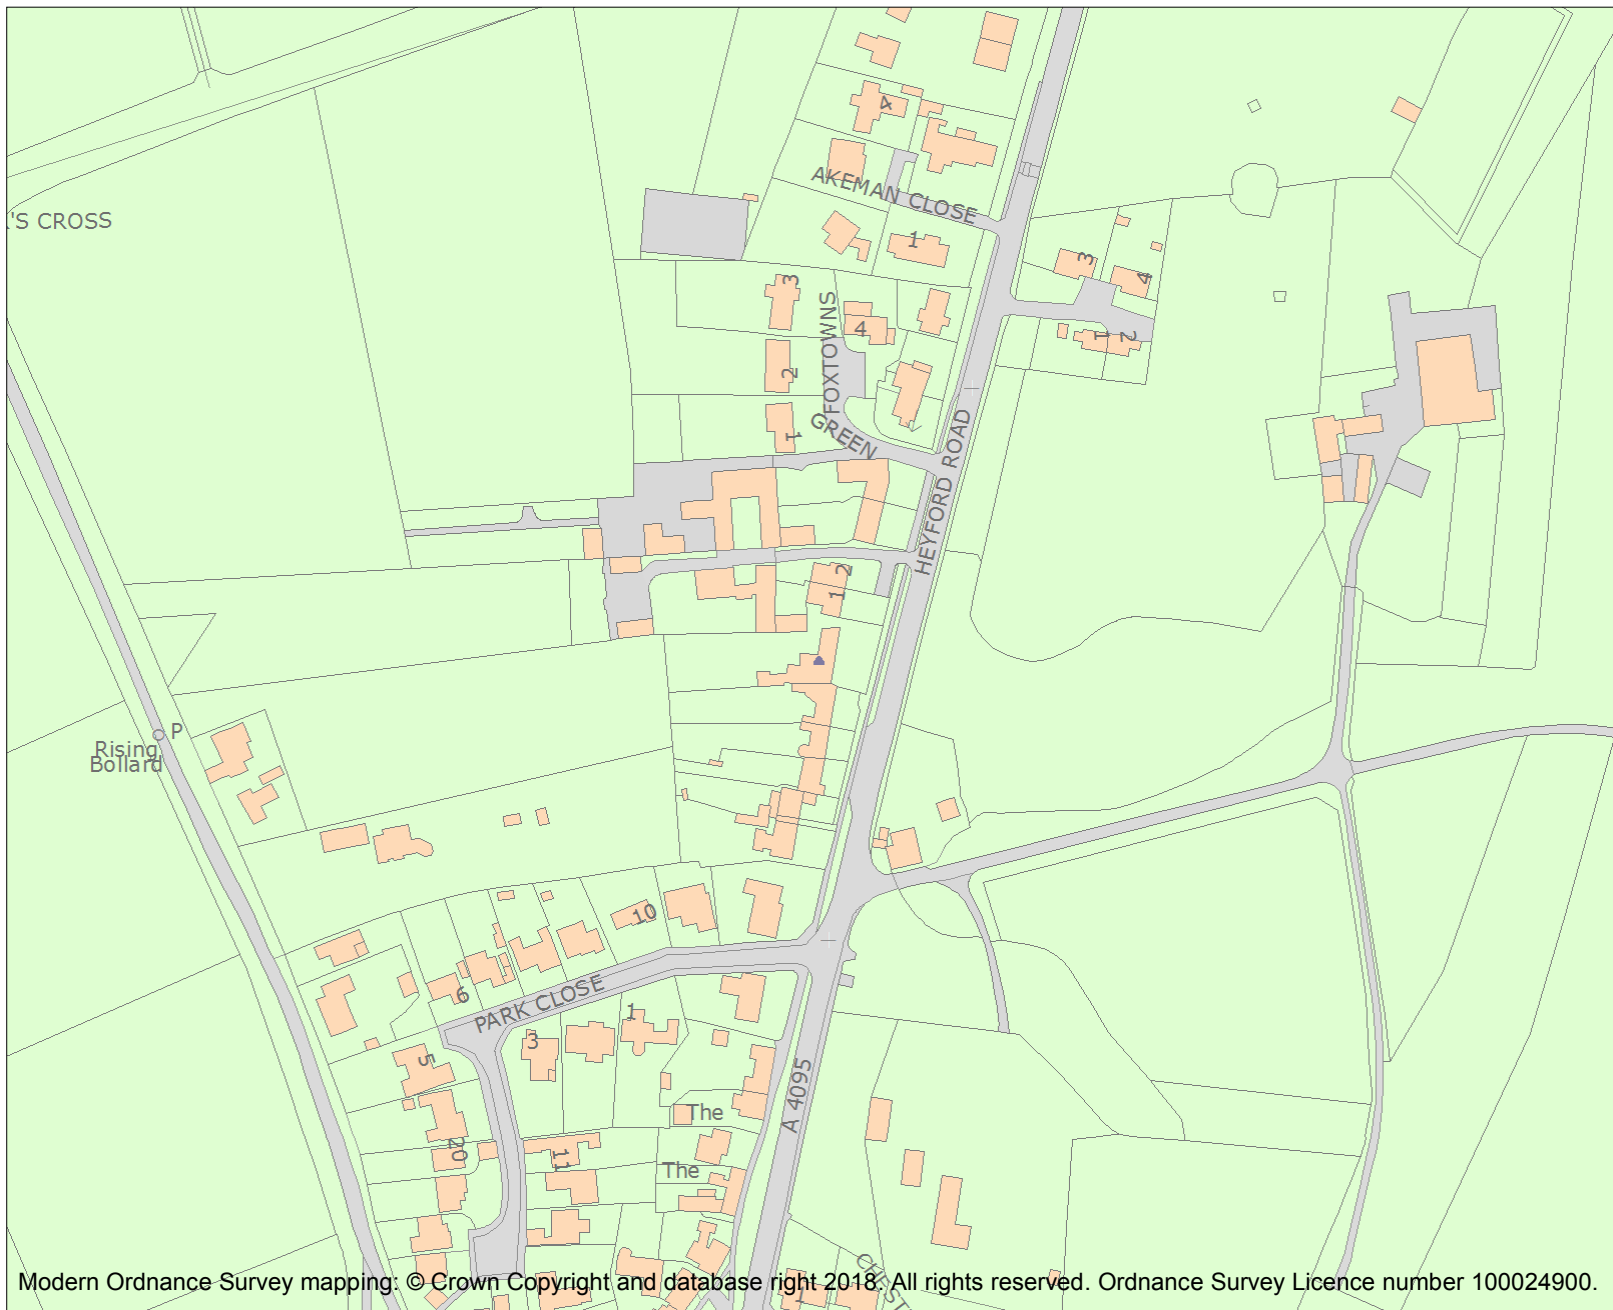 4
AKEMAN CLOSE
'S CROSS
1
3
4
3
FOXTOWNS
4
1
2
2
GREEN
1
HEYFORD ROAD
2
1
P
Rising
Bollard
10
6
PARK CLOSE
1
3
5
A 4095
The
20
11
The
CHEST
1
Modern Ordnance Survey mapping: © Crown Copyright and database right 2018. All rights reserved. Ordnance Survey Licence number 100024900.